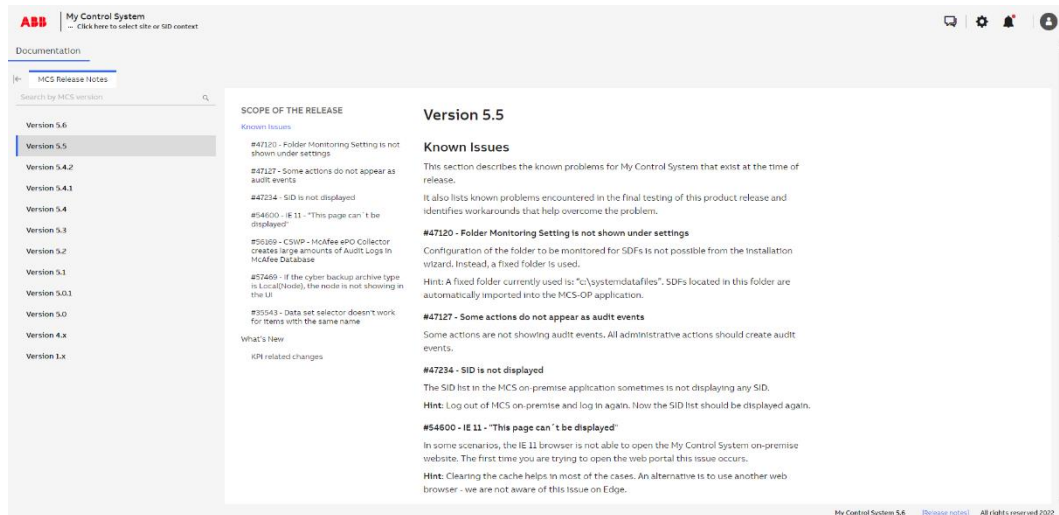 ABB
My Control System
Click here to select site or SID context
Documentation
MCS Release Notes
Search by MCS version
Version 5.6
Version 5.5
Version 5.4.2
Version 5.4.1
Version 5.4
Version 5.3
Version 5.2
Version 5.1
Version 5.0.1
Version 5.0
Version 4.x
Version 1.x
SCOPE OF THE RELEASE
Known Issues
#47120 - Folder Monitoring Setting is not
shown under settings
#47127 - Some actions do not appear as
audit events
#47234 - SID is not displayed
#54600 - IE 11 - "This page can´t be
displayed"
#56169 - CSWP - McAfee ePO Collector
creates large amounts of Audit Logs in
McAfee Database
#57469 - If the cyber backup archive type
is Local(Node), the node is not showing in
the UI
#35543 - Data set selector doesn't work
for items with the same name
What's New
KPI related changes
Version 5.5
Known Issues
This section describes the known problems for My Control System that exist at the time of
release.
It also lists known problems encountered in the final testing of this product release and
identifies workarounds that help overcome the problem.
#47120 - Folder Monitoring Setting is not shown under settings
Configuration of the folder to be monitored for SDFs is not possible from the installation
wizard. Instead, a fixed folder is used.
Hint: A fixed folder currently used is: "c:\systemdatafiles". SDFs located in this folder are
automatically imported into the MCS-OP application.
#47127 - Some actions do not appear as audit events
Some actions are not showing audit events. All administrative actions should create audit
events.
#47234 - SID is not displayed
The SID list in the MCS on-premise application sometimes is not displaying any SID.
Hint: Log out of MCS on-premise and log in again. Now the SID list should be displayed again.
#54600 - IE 11 - "This page can´t be displayed"
In some scenarios, the IE 11 browser is not able to open the My Control System on-premise
website. The first time you are trying to open the web portal this issue occurs.
Hint: Clearing the cache helps in most of the cases. An alternative is to use another web
browser - we are not aware of this issue on Edge.
My Control System 5.6 (Release notes) All rights reserved 2022